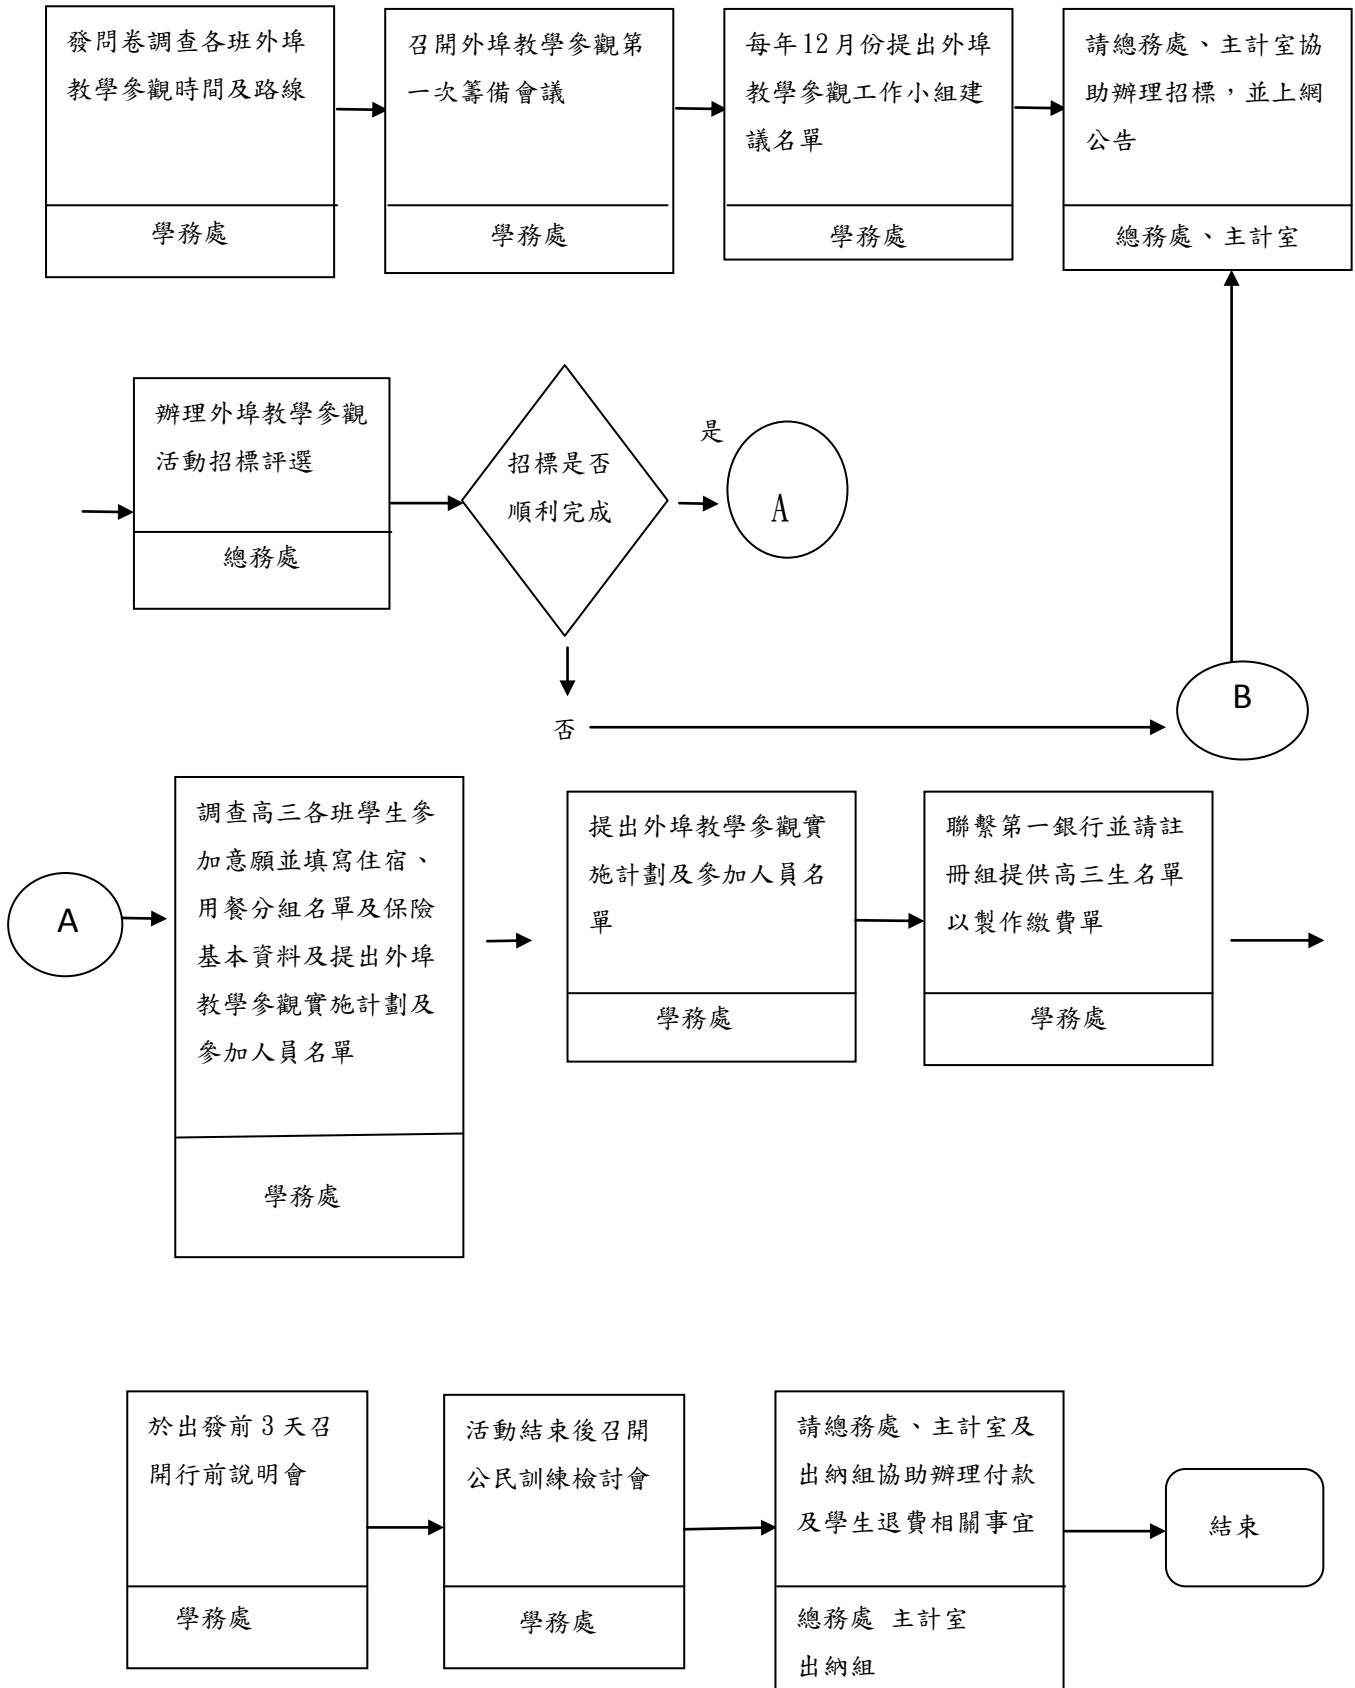 發問卷調查各班外埠
教學參觀時間及路線
學務處
召開外埠教學參觀第
一次籌備會議
學務處
每年12月份提出外埠
教學參觀工作小組建
議名單
學務處
請總務處、主計室協
助辦理招標，並上網
公告
總務處、主計室
辦理外埠教學參觀
活動招標評選
總務處
招標是否
順利完成
是
A
否
B
A
調查高三各班學生參
加意願並填寫住宿、
用餐分組名單及保險
基本資料及提出外埠
教學參觀實施計劃及
參加人員名單
學務處
提出外埠教學參觀實
施計劃及參加人員名
單
學務處
聯繫第一銀行並請註
冊組提供高三生名單
以製作繳費單
學務處
於出發前3天召
開行前說明會
學務處
活動結束後召開
公民訓練檢討會
學務處
請總務處、主計室及
出納組協助辦理付款
及學生退費相關事宜
總務處 主計室
出納組
結束